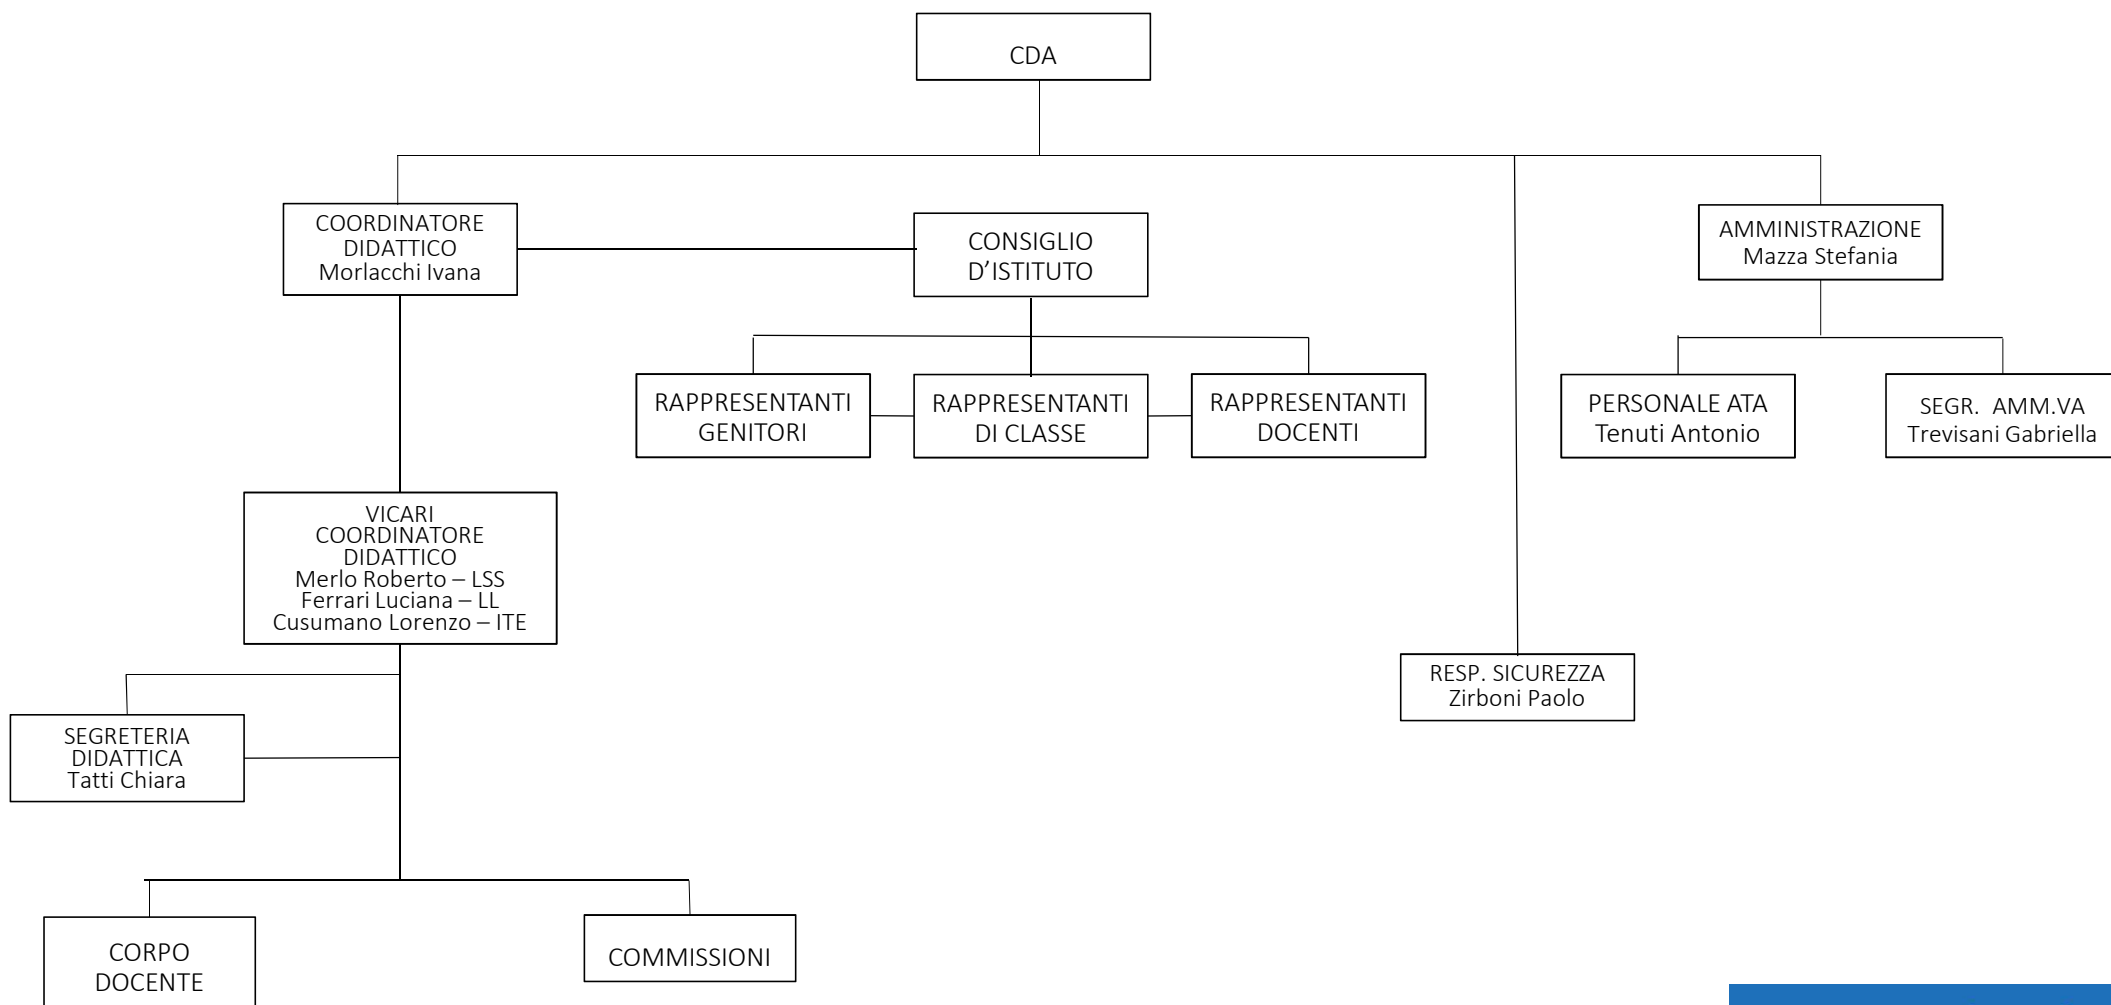 CDA
COORDINATORE
DIDATTICO
Morlacchi Ivana
CONSIGLIO
D’ISTITUTO
AMMINISTRAZIONE
Mazza Stefania
RAPPRESENTANTI
GENITORI
RAPPRESENTANTI
DI CLASSE
RAPPRESENTANTI
DOCENTI
PERSONALE ATA
Tenuti Antonio
SEGR.  AMM.VA
Trevisani Gabriella
VICARI
COORDINATORE
DIDATTICO
Merlo Roberto – LSS
Ferrari Luciana – LL
Cusumano Lorenzo – ITE
RESP. SICUREZZA
Zirboni Paolo
SEGRETERIA
DIDATTICA
Tatti Chiara
CORPO
DOCENTE
COMMISSIONI